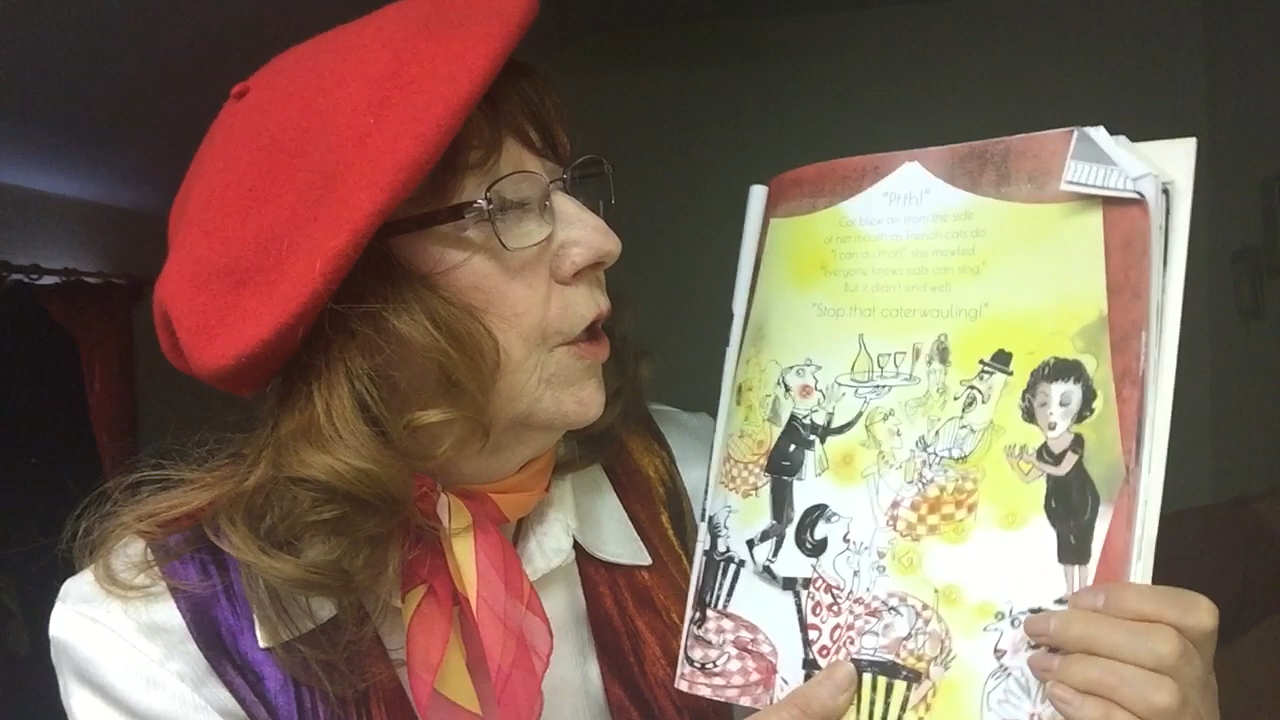 "Prrh!"
Cat blew air from the side
of her mouth as French cats do.
"I can do that!" she mewled.
"Everyone knows cats can sing."
But it didn't end well.
"Stop that caterwauling!"